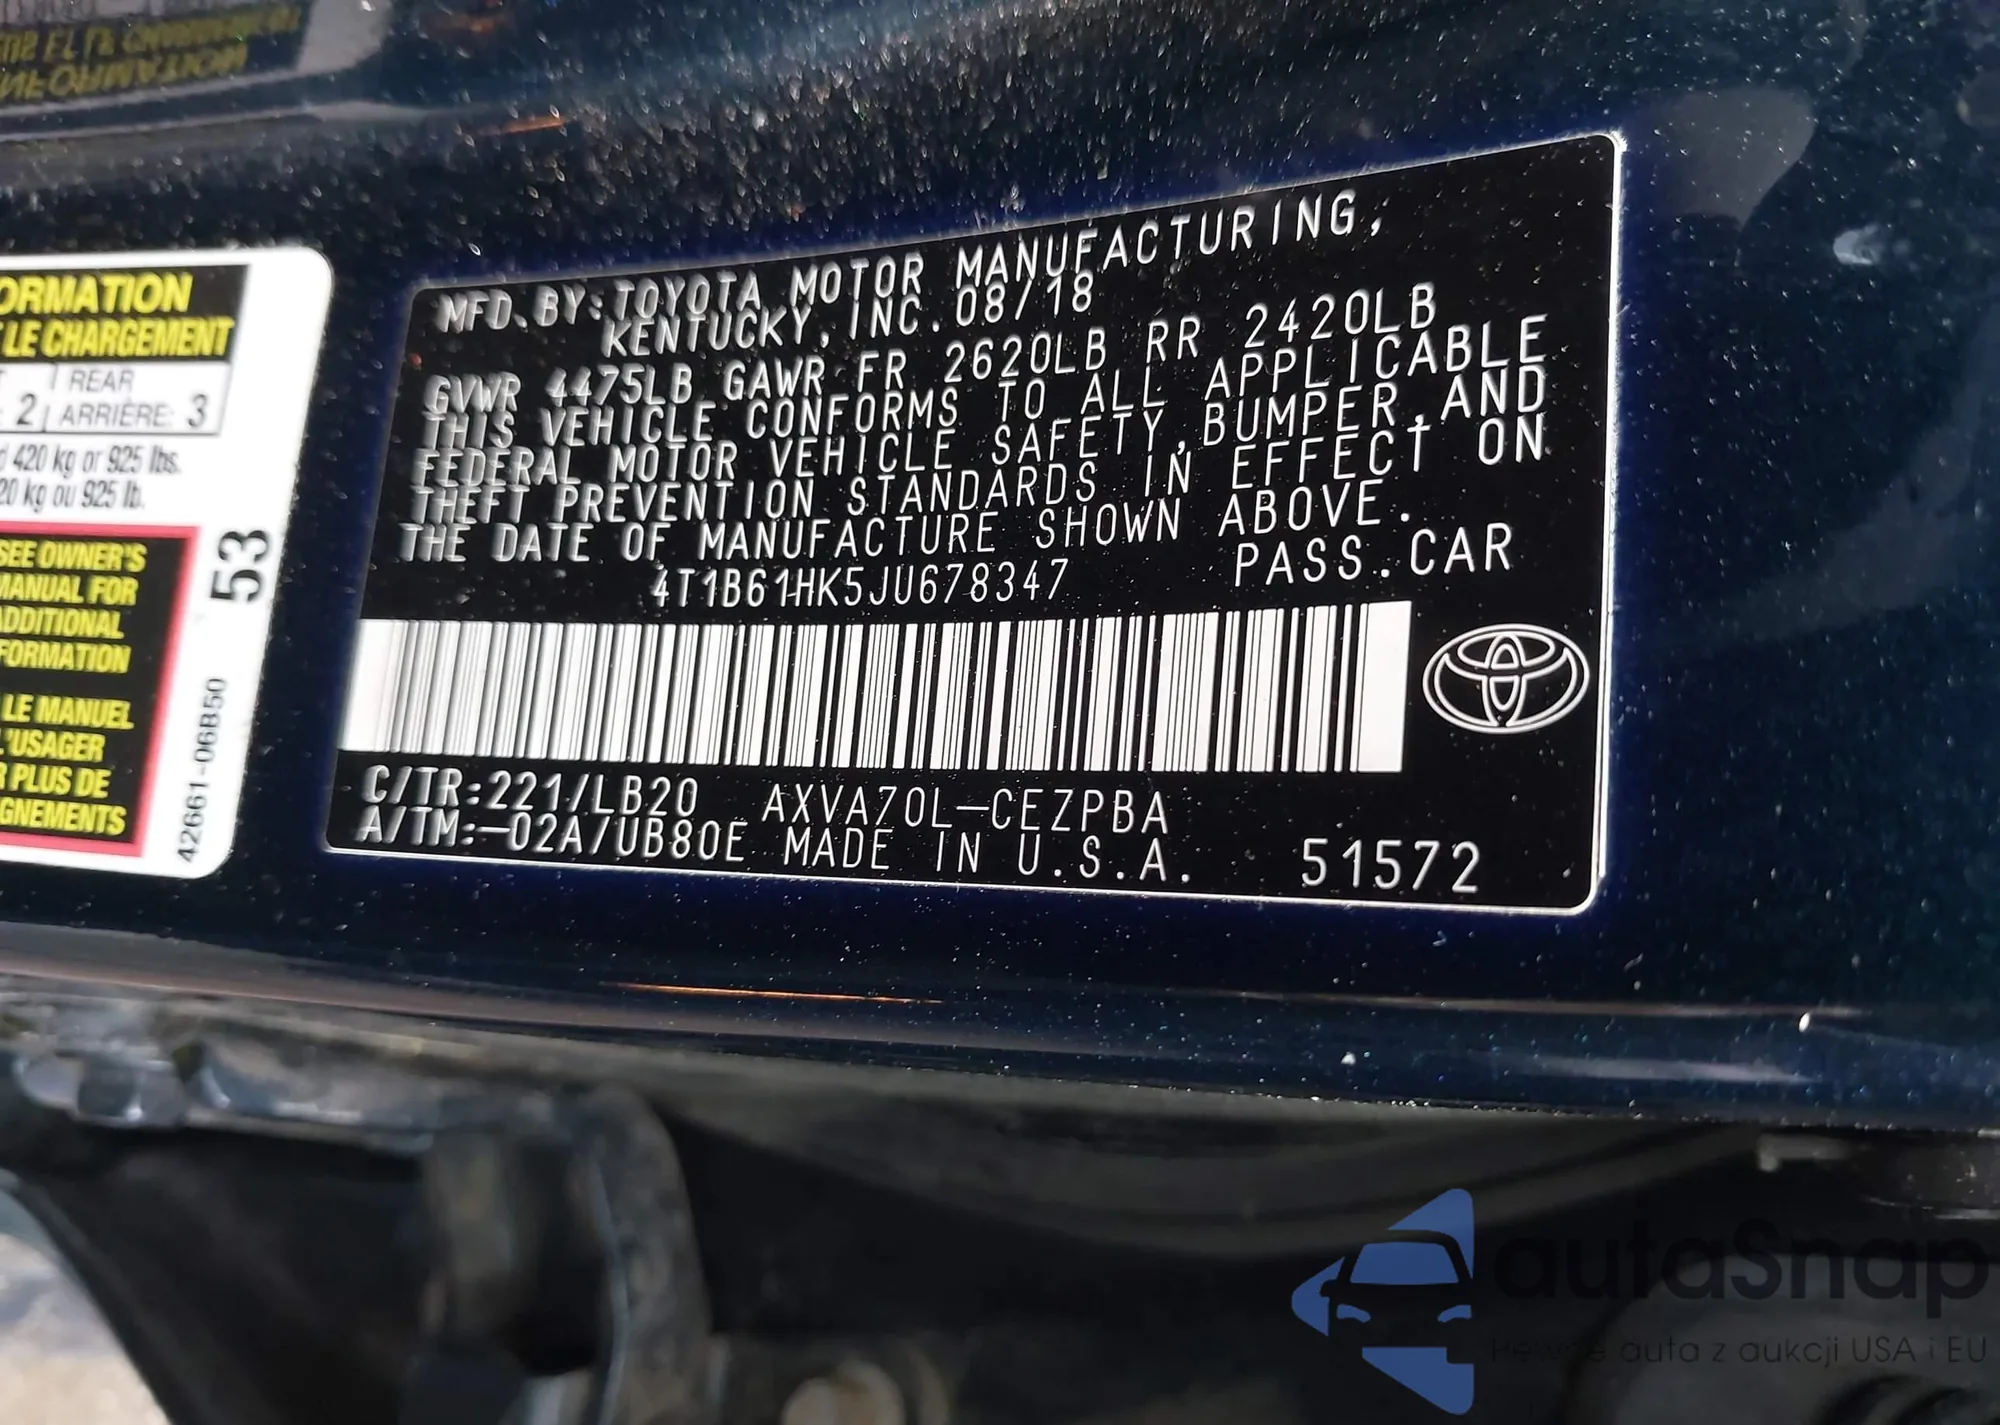 ORMATION
LE CHARGEMENT
REAR
2 ARRIÈRE: 3
420 kg or 925 lbs.
20 kg ou 925 lb.
SEE OWNER'S
MANUAL FOR
ADDITIONAL
FORMATION
LE MANUEL
L'USAGER
R PLUS DE
GNEMENTS
53
42661-06B50
MFD. BY: TOYOTA MOTOR MANUFACTURING,
KENTUCKY, INC. 08/18
GVWR 4475LB GAWR FR 2620LB RR 2420LB
THIS VEHICLE CONFORMS TO ALL APPLICABLE
FEDERAL MOTOR VEHICLE SAFETY, BUMPER, AND
THEFT PREVENTION STANDARDS IN EFFECT ON
THE DATE OF MANUFACTURE SHOWN ABOVE.
4T1B61HK5JU678347 PASS. CAR
C/TR:221/LB20 AXVA70L-CEZPBA
A/TM:-02A/UB80E MADE IN U.S.A. 51572
autaSnap
Pewne auta z aukcji USA i EU